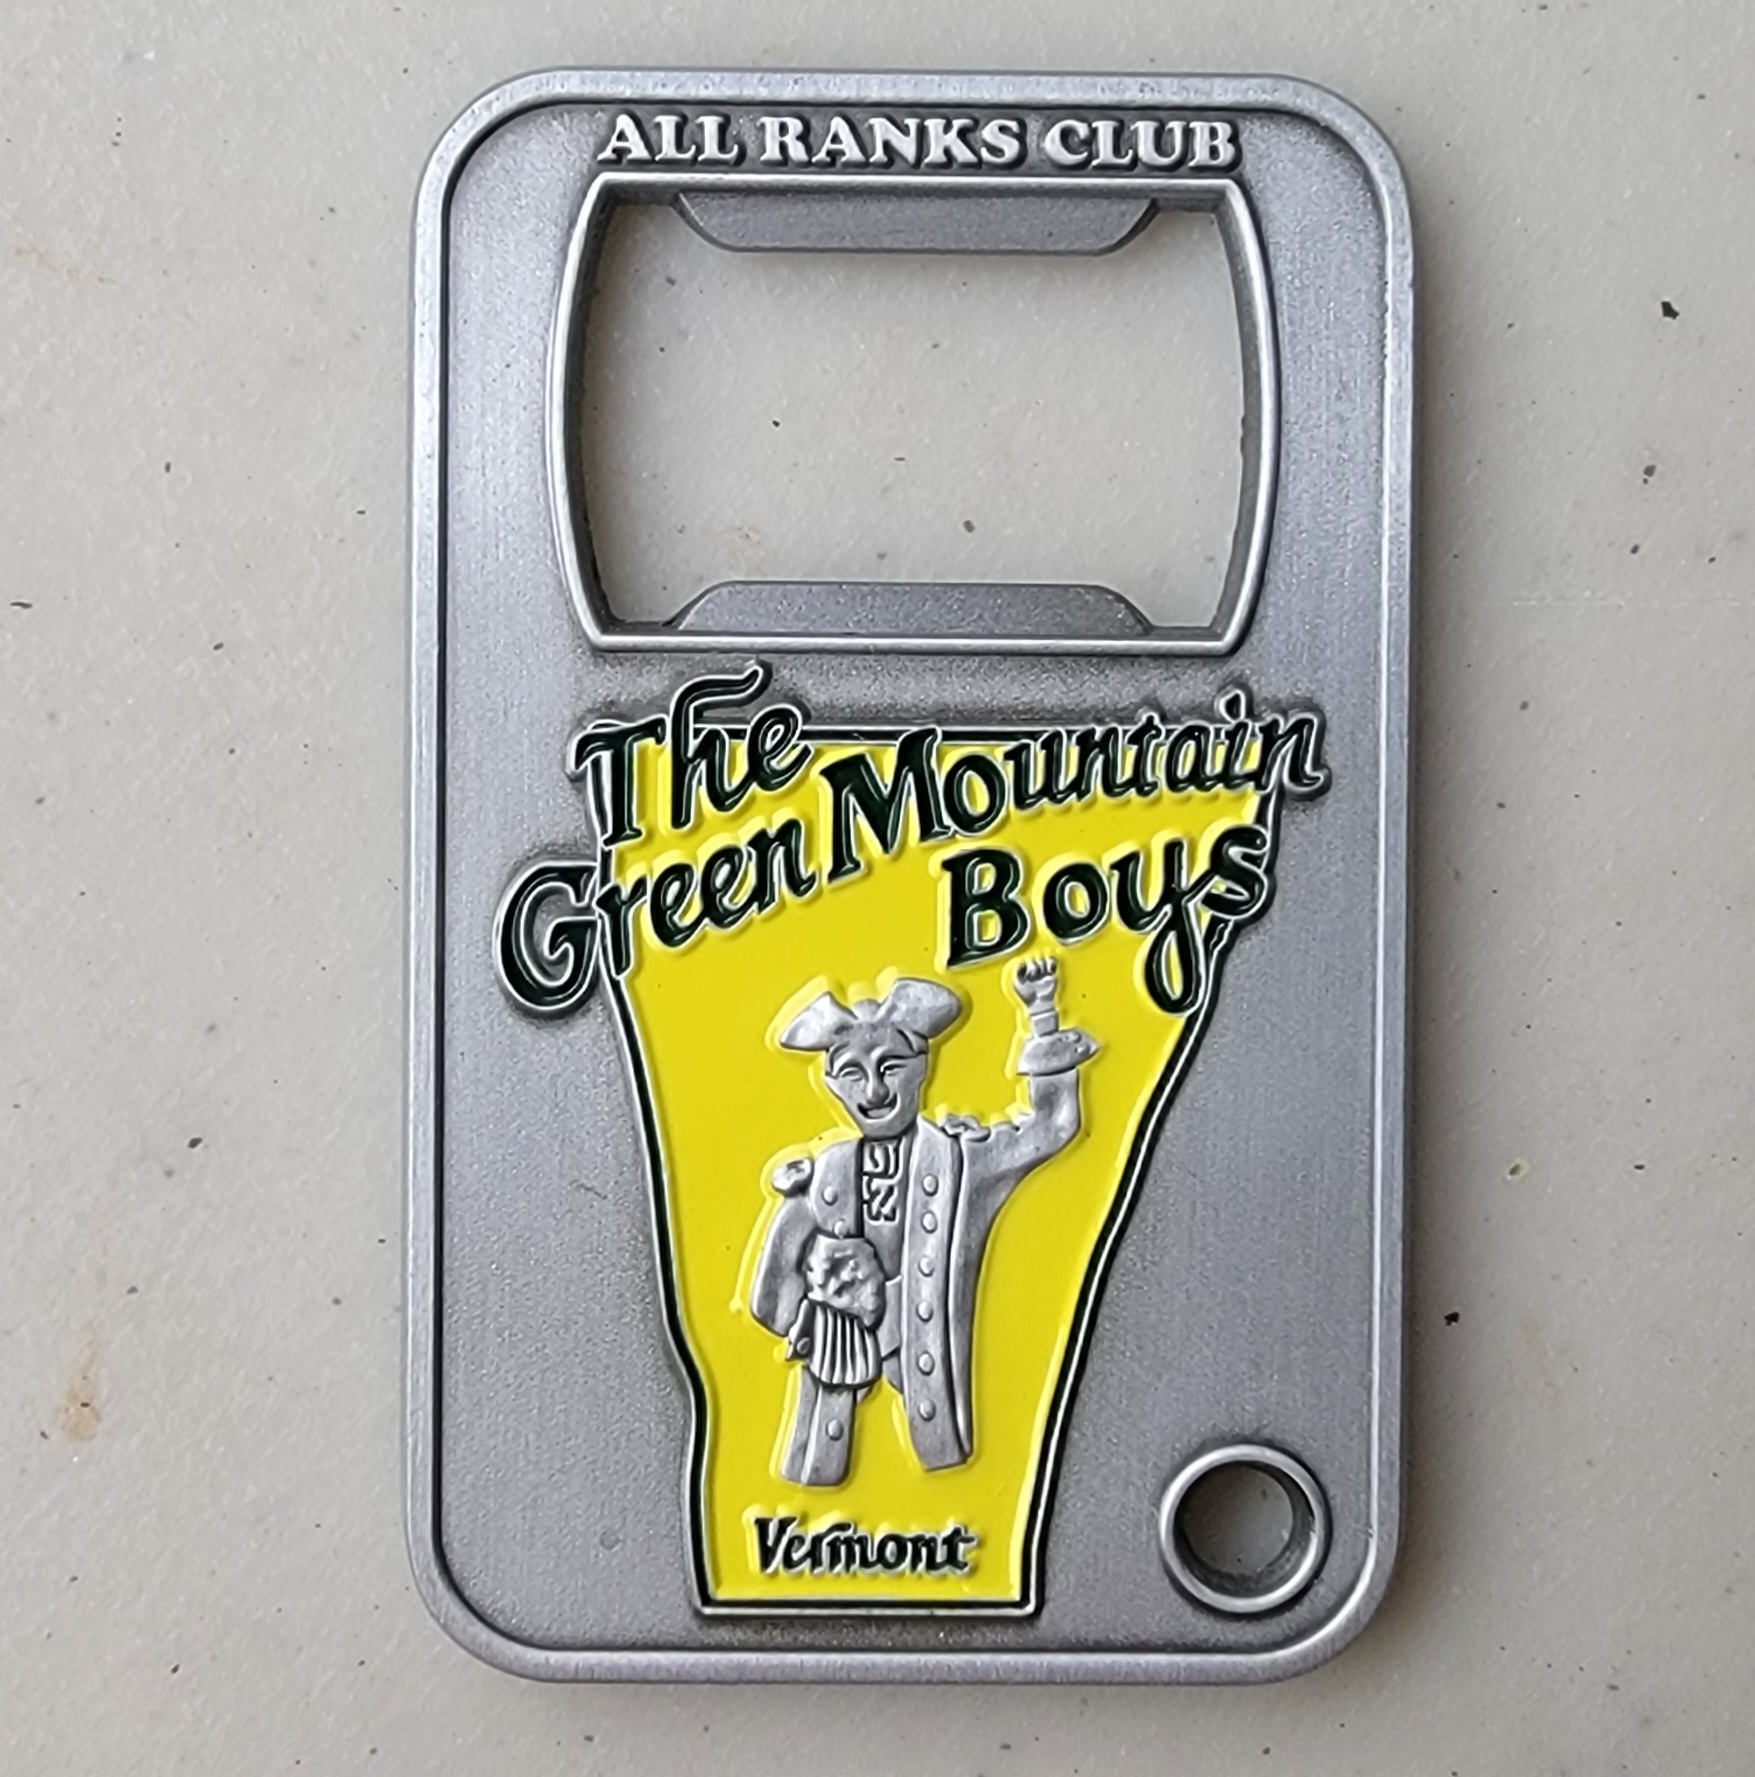 ALL RANKS CLUB
The
Green Mountain
Boys
Vermont